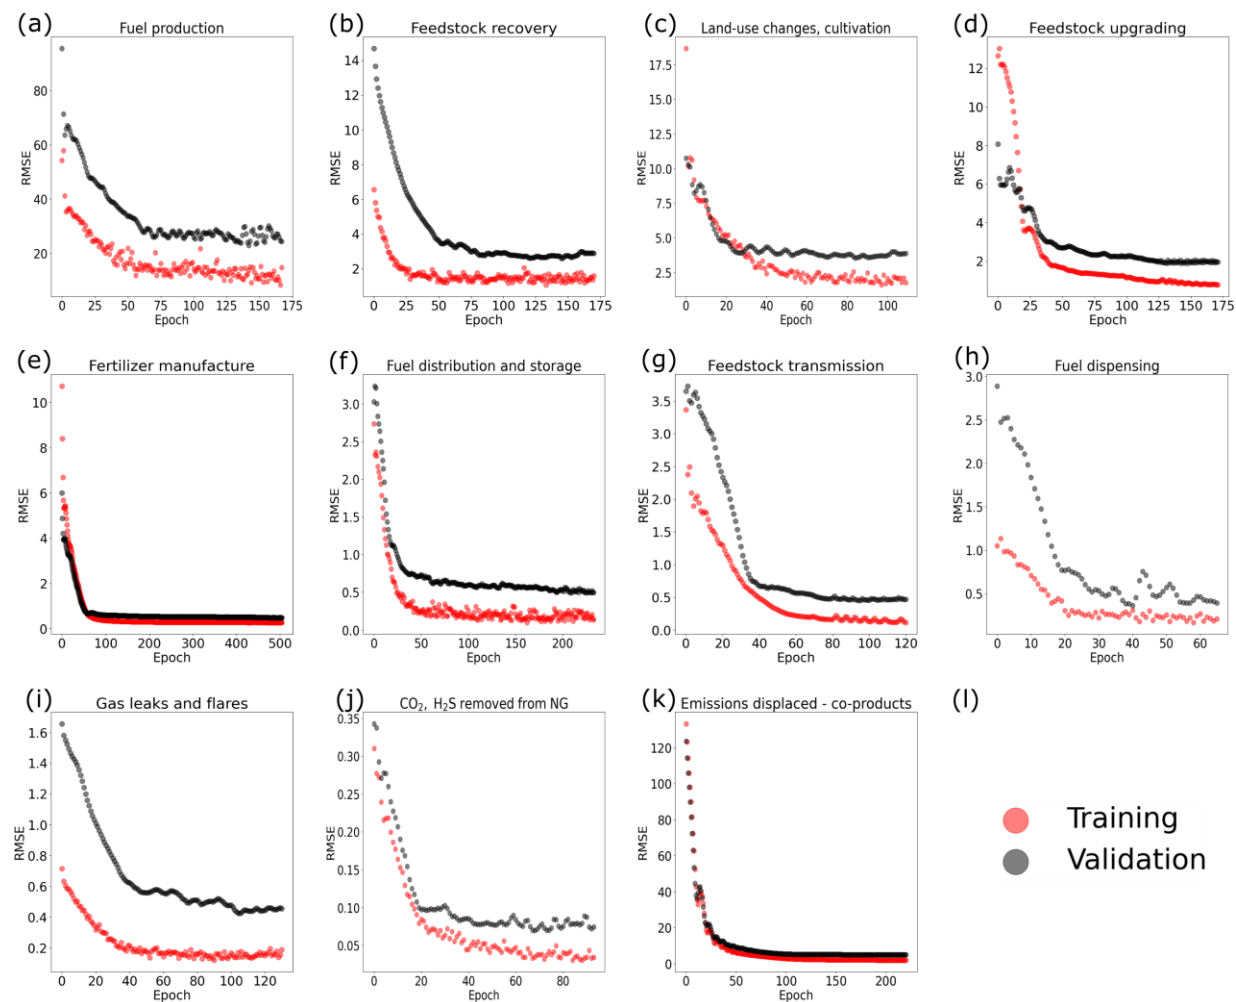 (a) Fuel production
80
60
40
20
RMSE
0 25 50 75 100 125 150 175
Epoch
(b) Feedstock recovery
14
12
10
8
6
4
2
RMSE
0 25 50 75 100 125 150 175
Epoch
(c) Land-use changes, cultivation
17.5
15.0
12.5
10.0
7.5
5.0
2.5
RMSE
0 20 40 60 80 100
Epoch
(d) Feedstock upgrading
12
10
8
6
4
2
RMSE
0 25 50 75 100 125 150 175
Epoch
(e) Fertilizer manufacture
10
8
6
4
2
0
RMSE
0 100 200 300 400 500
Epoch
(f) Fuel distribution and storage
3.0
2.5
2.0
1.5
1.0
0.5
0.0
RMSE
0 50 100 150 200
Epoch
(g) Feedstock transmission
3.5
3.0
2.5
2.0
1.5
1.0
0.5
0.0
RMSE
0 20 40 60 80 100 120
Epoch
(h) Fuel dispensing
3.0
2.5
2.0
1.5
1.0
0.5
RMSE
0 10 20 30 40 50 60
Epoch
(i) Gas leaks and flares
1.6
1.4
1.2
1.0
0.8
0.6
0.4
0.2
RMSE
0 20 40 60 80 100 120
Epoch
(j) CO₂, H₂S removed from NG
0.35
0.30
0.25
0.20
0.15
0.10
0.05
RMSE
0 20 40 60 80
Epoch
(k) Emissions displaced - co-products
120
100
80
60
40
20
0
RMSE
0 50 100 150 200
Epoch
(l)
Training
Validation